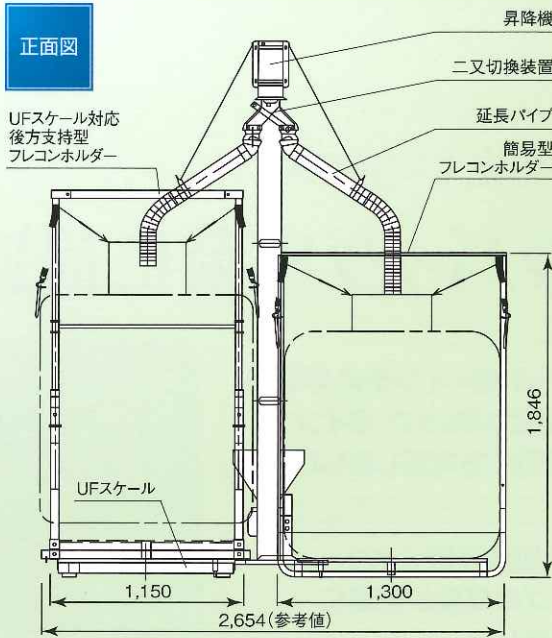 正面図
昇降機
二又切換装置
延長パイプ
簡易型
フレコンホルダー
UFスケール対応
後方支持型
フレコンホルダー
UFスケール
1,846
1,150
1,300
2,654(参考値)